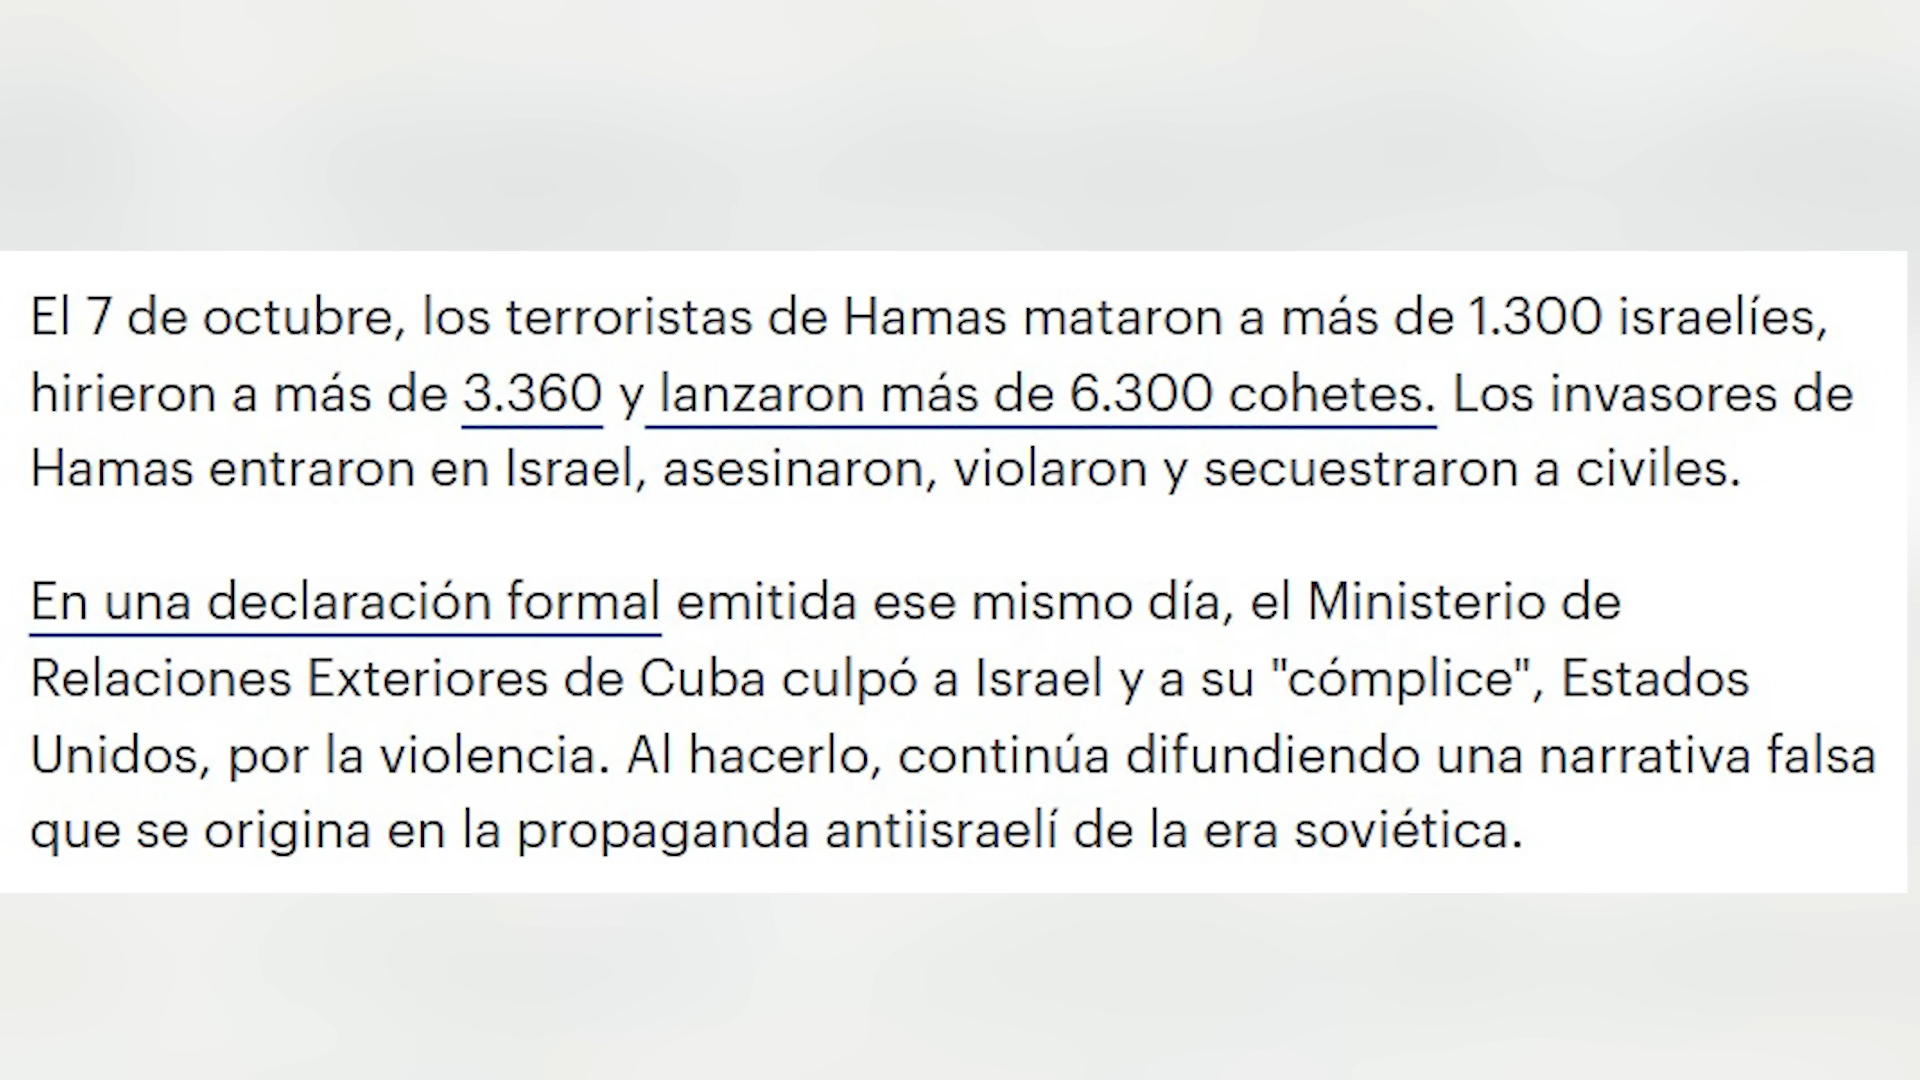 El 7 de octubre, los terroristas de Hamas mataron a más de 1.300 israelíes,
hirieron a más de 3.360 y lanzaron más de 6.300 cohetes. Los invasores de
Hamas entraron en Israel, asesinaron, violaron y secuestraron a civiles.
En una declaración formal emitida ese mismo día, el Ministerio de
Relaciones Exteriores de Cuba culpó a Israel y a su "cómplice", Estados
Unidos, por la violencia. Al hacerlo, continúa difundiendo una narrativa falsa
que se origina en la propaganda antiisraelí de la era soviética.